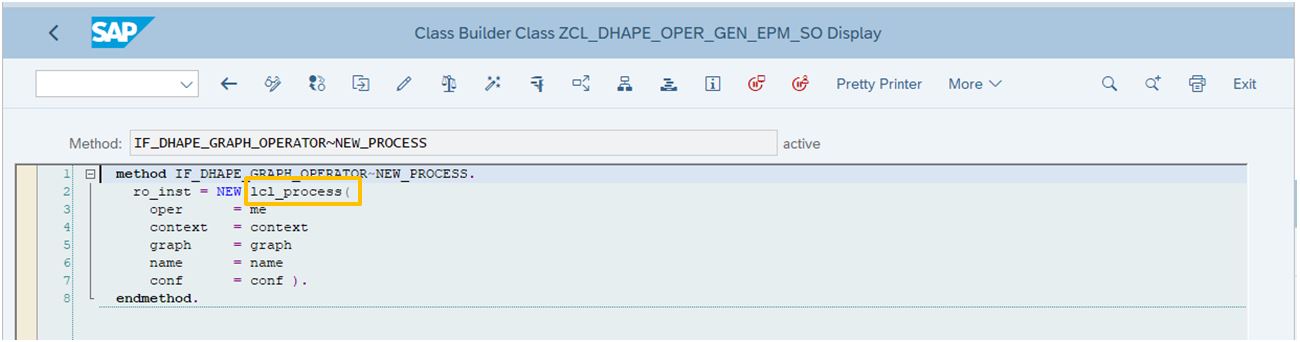 SAP Class Builder Class ZCL_DHAPE_OPER_GEN_EPM_SO Display
Pretty Printer More Exit
Method: IF_DHAPE_GRAPH_OPERATOR~NEW_PROCESS active
1 method IF_DHAPE_GRAPH_OPERATOR~NEW_PROCESS.
2 ro_inst = NEW lcl_process(
3 oper = me
4 context = context
5 graph = graph
6 name = name
7 conf = conf ).
8 endmethod.